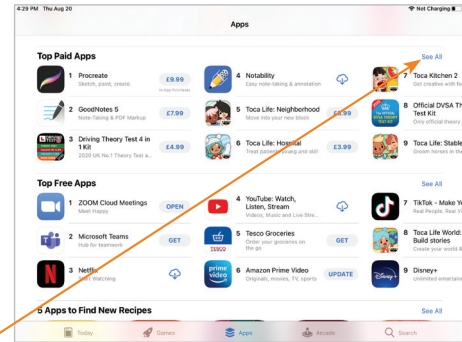 4:29 PM Thu Aug 20
Not Charging
Apps
Top Paid Apps
See All
1 Procreate
Sketch, paint, create.
£9.99
In-App Purchases
4 Notability
Easy note-taking & annotation
7 Toca Kitchen 2
Get creative with
2 GoodNotes 5
Note-Taking & PDF Markup
£7.99
5 Toca Life: Neighborhood
Move into your new block
£3.99
8 Official DVSA Th
Test Kit
Only official theory
3 Driving Theory Test 4 in
1 Kit
2020 UK No.1 Theory Test a...
£4.99
6 Toca Life: Hospital
Treat patients young and old!
£3.99
9 Toca Life: Stable
Groom horses in the
Top Free Apps
See All
1 ZOOM Cloud Meetings
Meet Happy
OPEN
4 YouTube: Watch,
Listen, Stream
Videos, Music and Live Stre...
7 TikTok - Make Y
Real People. Real Vi
2 Microsoft Teams
Hub for teamwork
GET
TESCO
5 Tesco Groceries
Order your groceries on
the go
GET
8 Toca Life World:
Build stories
Create your world &
3 Netflix
Start Watching
prime
video
6 Amazon Prime Video
Originals, movies, TV, sports
UPDATE
Disney+
9 Disney+
Unlimited entertainm
5 Apps to Find New Recipes
See All
Today
Games
Apps
Arcade
Search